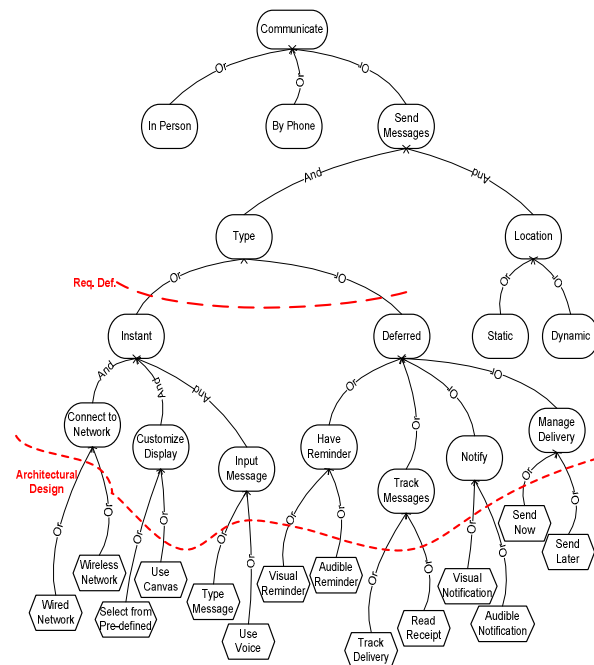 Communicate
Or
Or
Or
In Person
By Phone
Send
Messages
And
And
Type
Location
Or
Or
Or
Or
Req. Def.
Instant
Deferred
Static
Dynamic
And
And
And
Or
Or
Or
Or
Connect to
Network
Customize
Display
Input
Message
Have
Reminder
Track
Messages
Notify
Manage
Delivery
Architectural
Design
Or
Or
Or
Or
Or
Or
Or
Or
Or
Or
Or
Or
Or
Or
Send
Now
Send
Later
Wireless
Network
Use
Canvas
Visual
Reminder
Audible
Reminder
Visual
Notification
Wired
Network
Select from
Pre-defined
Type
Message
Use
Voice
Track
Delivery
Read
Receipt
Audible
Notification